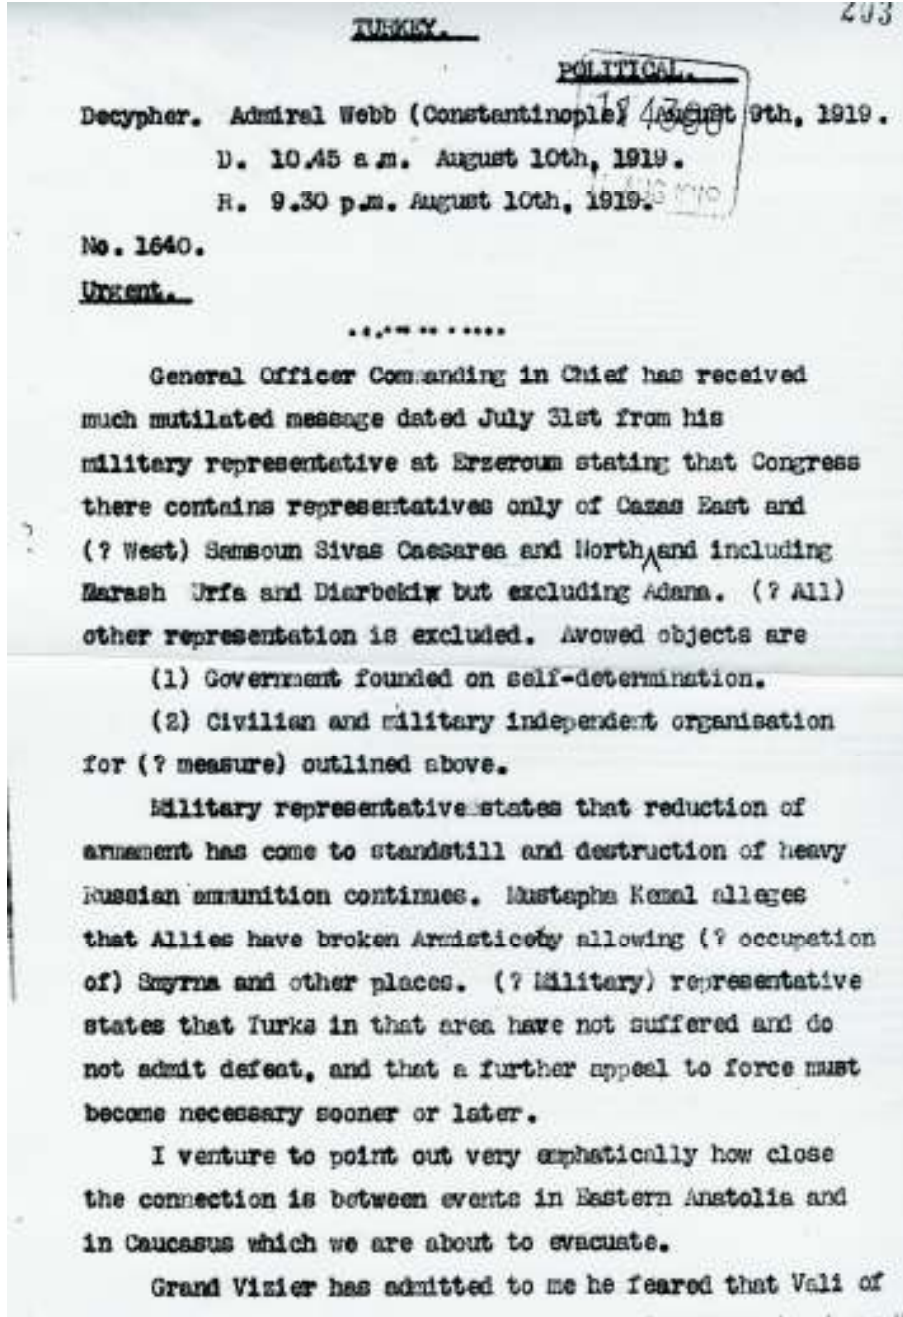 203
TURKEY.
POLITICAL.
Decypher. Admiral Webb (Constantinople) August 9th, 1919.
D. 10.45 a.m. August 10th, 1919.
R. 9.30 p.m. August 10th, 1919.
No. 1640.
Urgent.
............
General Officer Commanding in Chief has received
much mutilated message dated July 31st from his
military representative at Erzeroum stating that Congress
there contains representatives only of Cazas East and
(? West) Samsoun Sivas Caesarea and North and including
Marash Urfa and Diarbekir but excluding Adana. (? All)
other representation is excluded. Avowed objects are
(1) Government founded on self-determination.
(2) Civilian and military independent organisation
for (? measure) outlined above.
Military representative states that reduction of
armament has come to standstill and destruction of heavy
Russian ammunition continues. Mustapha Kemal alleges
that Allies have broken Armistice by allowing (? occupation
of) Smyrna and other places. (? Military) representative
states that Turks in that area have not suffered and do
not admit defeat, and that a further appeal to force must
become necessary sooner or later.
I venture to point out very emphatically how close
the connection is between events in Eastern Anatolia and
in Caucasus which we are about to evacuate.
Grand Vizier has admitted to me he feared that Vali of